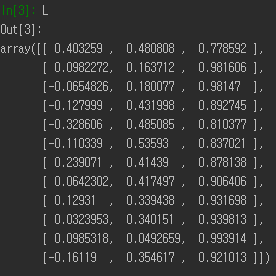 In[3]: L
Out[3]:
array([[ 0.403259 , 0.480808 , 0.778592 ],
[ 0.0982272, 0.163712 , 0.981606 ],
[-0.0654826, 0.180077 , 0.98147 ],
[-0.127999 , 0.431998 , 0.892745 ],
[-0.328606 , 0.485085 , 0.810377 ],
[-0.110339 , 0.53593 , 0.837021 ],
[ 0.239071 , 0.41439 , 0.878138 ],
[ 0.0642302, 0.417497 , 0.906406 ],
[ 0.12931 , 0.339438 , 0.931698 ],
[ 0.0323953, 0.340151 , 0.939813 ],
[ 0.0985318, 0.0492659, 0.993914 ],
[-0.16119 , 0.354617 , 0.921013 ]])